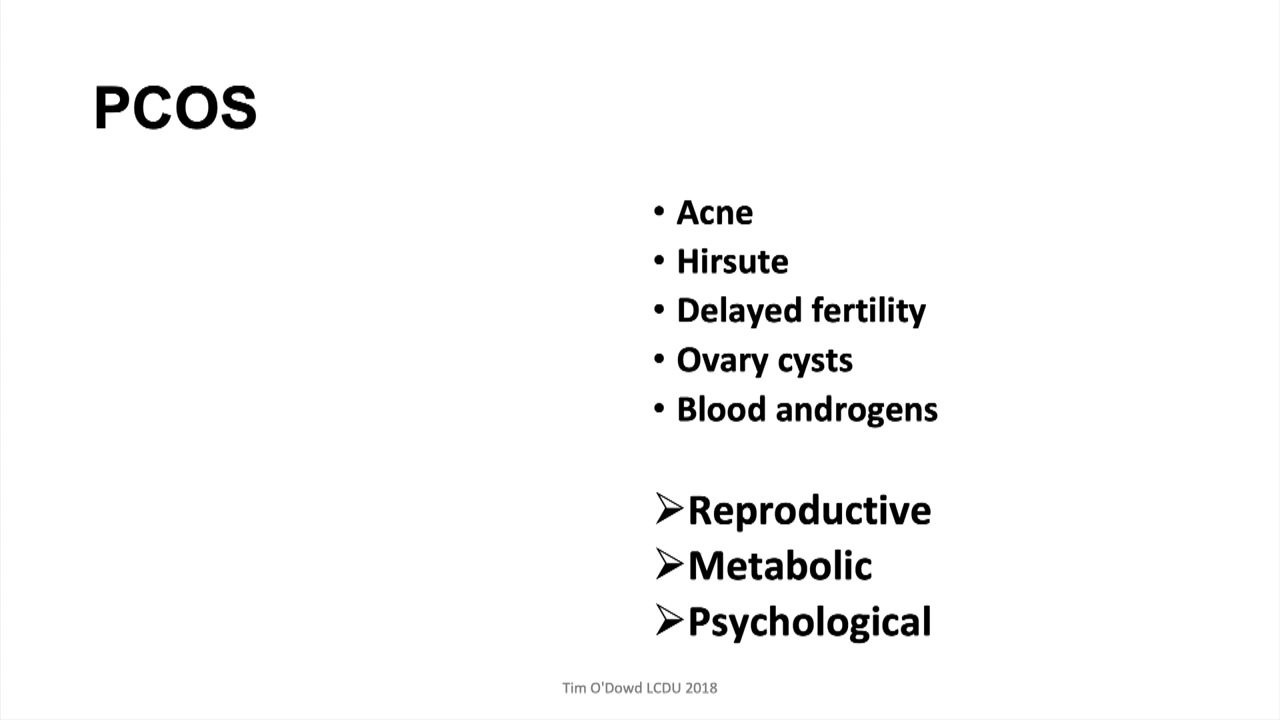 PCOS
• Acne
• Hirsute
• Delayed fertility
• Ovary cysts
• Blood androgens
➢Reproductive
➢Metabolic
➢Psychological
Tim O'Dowd LCDU 2018